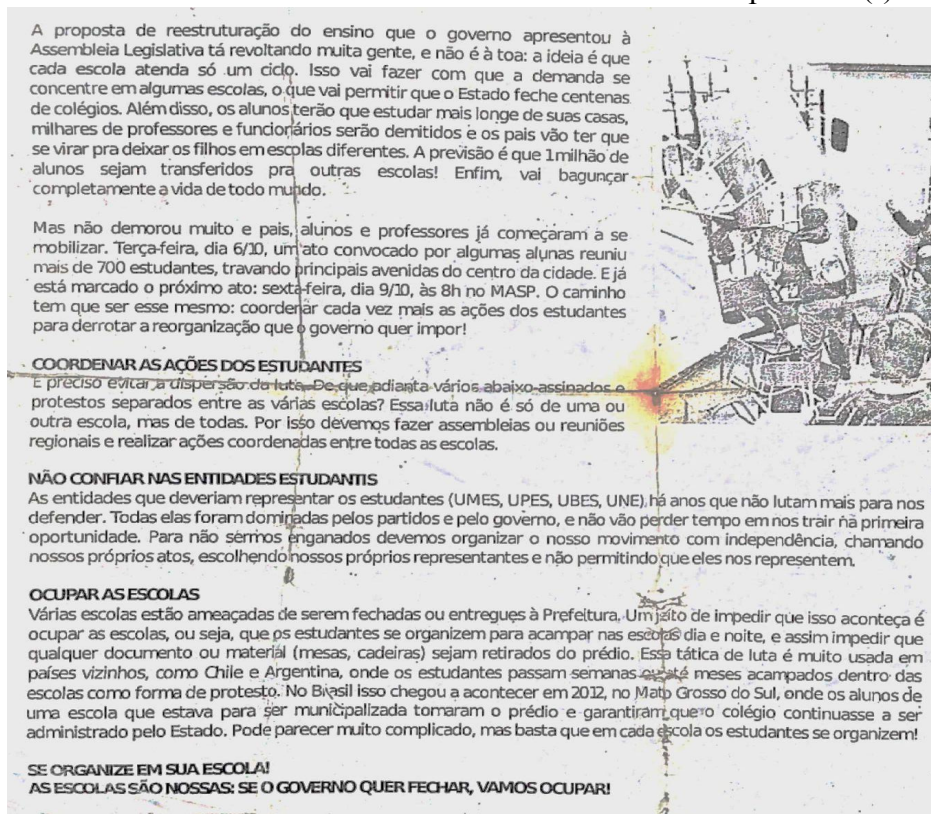 A proposta de reestruturação do ensino que o governo apresentou à
Assembleia Legislativa tá revoltando muita gente, e não é à toa: a ideia é que
cada escola atenda só um ciclo. Isso vai fazer com que a demanda se
concentre em algumas escolas, o que vai permitir que o Estado feche centenas
de colégios. Além disso, os alunos terão que estudar mais longe de suas casas,
milhares de professores e funcionários serão demitidos e os pais vão ter que
se virar pra deixar os filhos em escolas diferentes. A previsão é que 1 milhão de
alunos sejam transferidos pra outras escolas! Enfim, vai bagunçar
completamente a vida de todo mundo.
Mas não demorou muito e pais, alunos e professores já começaram a se
mobilizar. Terça-feira, dia 6/10, um ato convocado por algumas alunas reuniu
mais de 700 estudantes, travando principais avenidas do centro da cidade. E já
está marcado o próximo ato: sexta-feira, dia 9/10, às 8h no MASP. O caminho
tem que ser esse mesmo: coordenar cada vez mais as ações dos estudantes
para derrotar a reorganização que o governo quer impor!
COORDENAR AS AÇÕES DOS ESTUDANTES
É preciso evitar a dispersão da luta. De que adianta vários abaixo-assinados e
protestos separados entre as várias escolas? Essa luta não é só de uma ou
outra escola, mas de todas. Por isso devemos fazer assembleias ou reuniões
regionais e realizar ações coordenadas entre todas as escolas.
NÃO CONFIAR NAS ENTIDADES ESTUDANTIS
As entidades que deveriam representar os estudantes (UMES, UPES, UBES, UNE), há anos que não lutam mais para nos
defender. Todas elas foram dominadas pelos partidos e pelo governo, e não vão perder tempo em nos trair na primeira
oportunidade. Para não sermos enganados devemos organizar o nosso movimento com independência, chamando
nossos próprios atos, escolhendo nossos próprios representantes e não permitindo que eles nos representem.
OCUPAR AS ESCOLAS
Várias escolas estão ameaçadas de serem fechadas ou entregues à Prefeitura. Um jeito de impedir que isso aconteça é
ocupar as escolas, ou seja, que os estudantes se organizem para acampar nas escolas dia e noite, e assim impedir que
qualquer documento ou material (mesas, cadeiras) sejam retirados do prédio. Essa tática de luta é muito usada em
países vizinhos, como Chile e Argentina, onde os estudantes passam semanas ou até meses acampados dentro das
escolas como forma de protesto. No Brasil isso chegou a acontecer em 2012, no Mato Grosso do Sul, onde os alunos de
uma escola que estava para ser municipalizada tomaram o prédio e garantiram que o colégio continuasse a ser
administrado pelo Estado. Pode parecer muito complicado, mas basta que em cada escola os estudantes se organizem!
SE ORGANIZE EM SUA ESCOLA!
AS ESCOLAS SÃO NOSSAS: SE O GOVERNO QUER FECHAR, VAMOS OCUPAR!